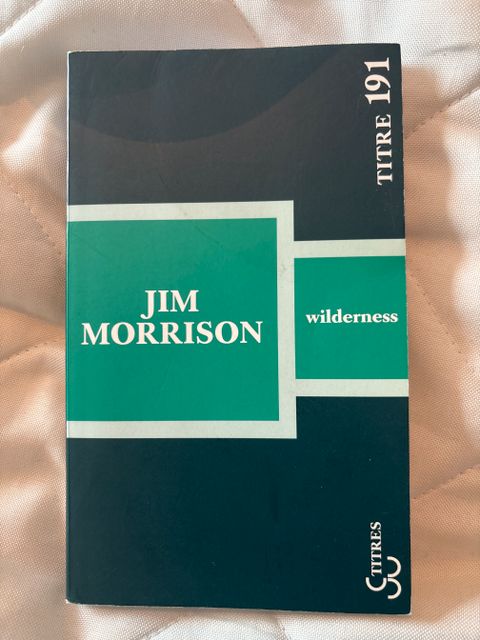 TITRE 191
JIM
MORRISON
wilderness
TITRES